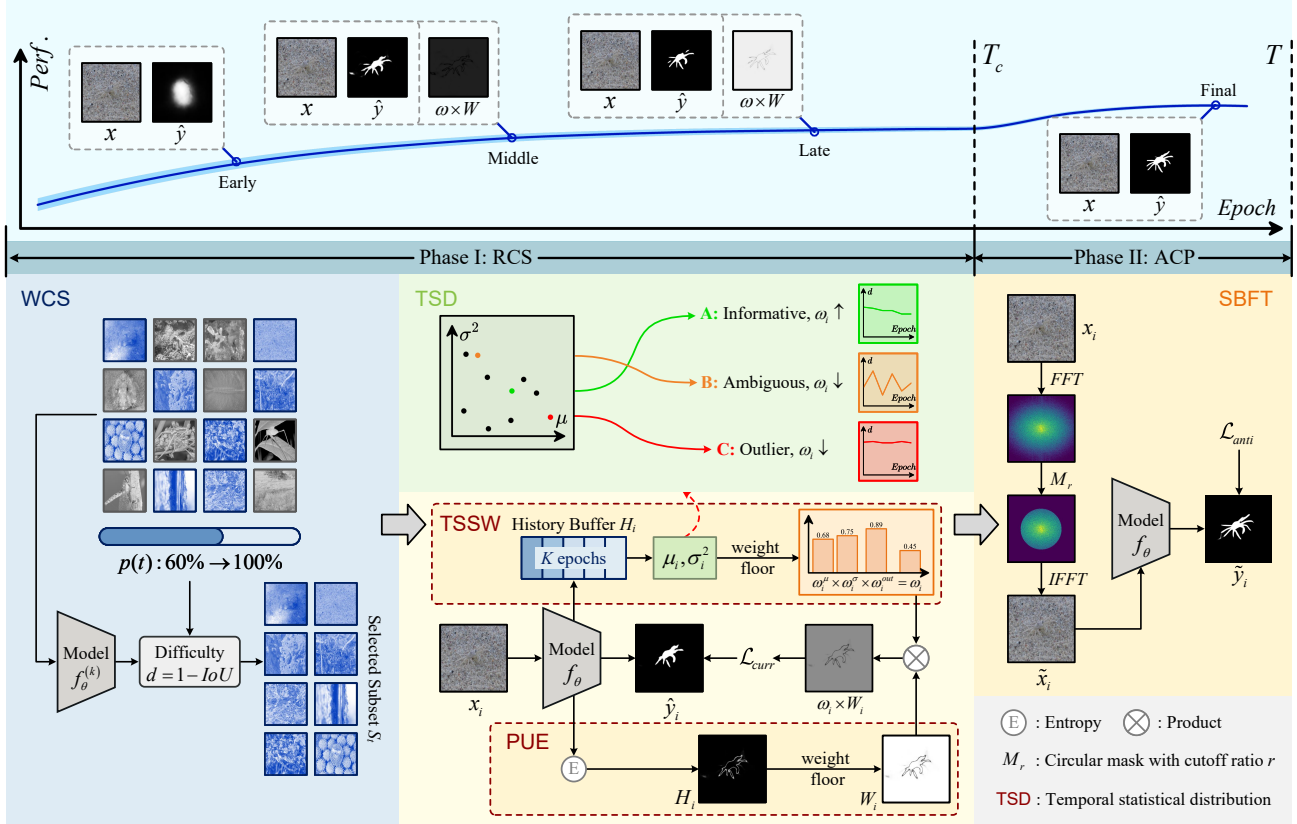 Perf.
x
ŷ
Early
x
ŷ
ω×W
Middle
x
ŷ
ω×W
Late
T_c
T
Final
x
ŷ
Epoch
Phase I: RCS
Phase II: ACP
WCS
p(t) : 60% → 100%
Model
f_θ^(k)
Difficulty
d = 1 − IoU
Selected Subset S_t
TSD
σ²
μ
A: Informative, ω_i ↑
d
Epoch
B: Ambiguous, ω_i ↓
d
Epoch
C: Outlier, ω_i ↓
d
Epoch
TSSW
History Buffer H_i
K epochs
μ_i, σ_i²
weight
floor
0.68
0.75
0.89
0.45
ω_i^μ × ω_i^σ × ω_i^out = ω_i
x_i
Model
f_θ
ŷ_i
ℒ_curr
ω_i × W_i
PUE
E
H_i
weight
floor
W_i
SBFT
x_i
FFT
M_r
IFFT
x̃_i
Model
f_θ
ℒ_anti
ỹ_i
E : Entropy
: Product
M_r : Circular mask with cutoff ratio r
TSD : Temporal statistical distribution